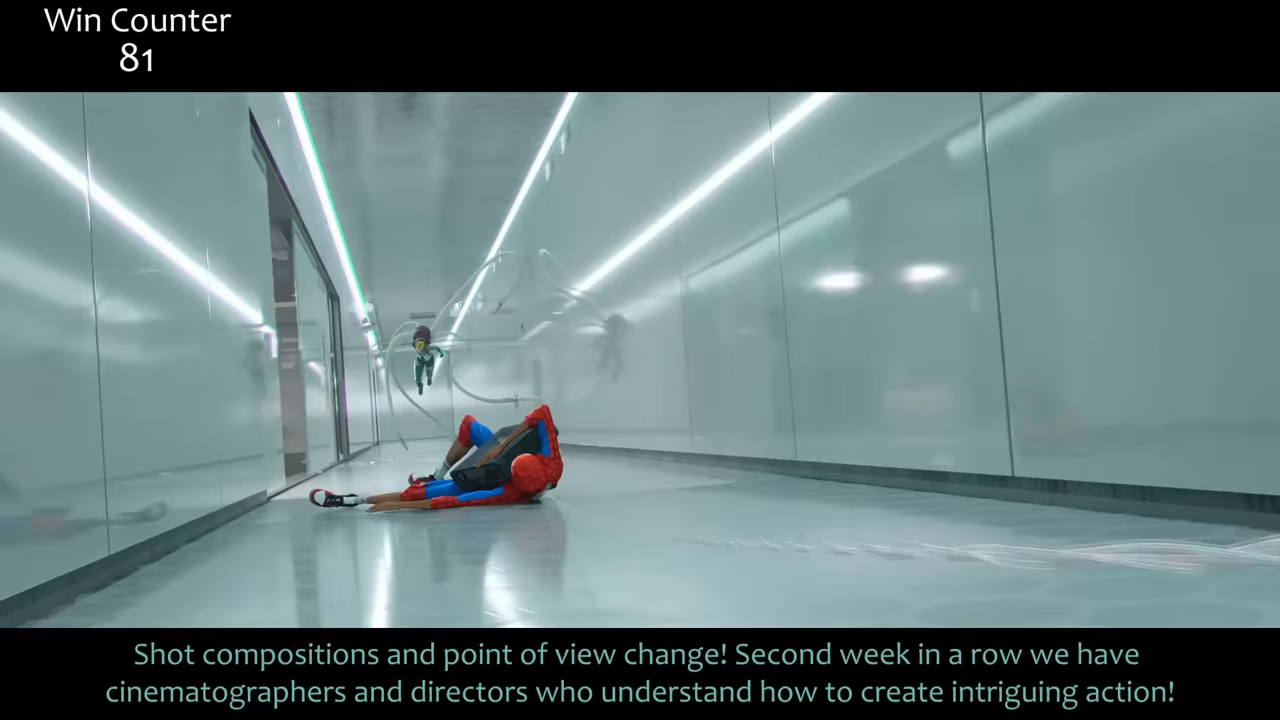 Win Counter
81
Shot compositions and point of view change! Second week in a row we have
cinematographers and directors who understand how to create intriguing action!